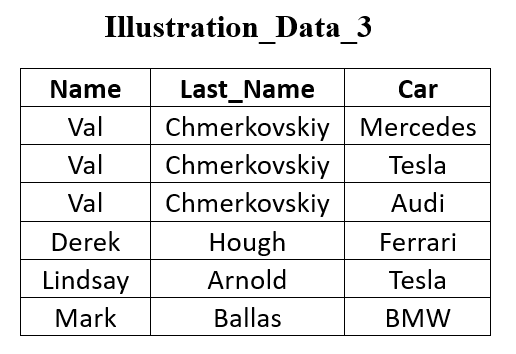 Illustration_Data_3
Name Last_Name Car
Val Chmerkovskiy Mercedes
Val Chmerkovskiy Tesla
Val Chmerkovskiy Audi
Derek Hough Ferrari
Lindsay Arnold Tesla
Mark Ballas BMW